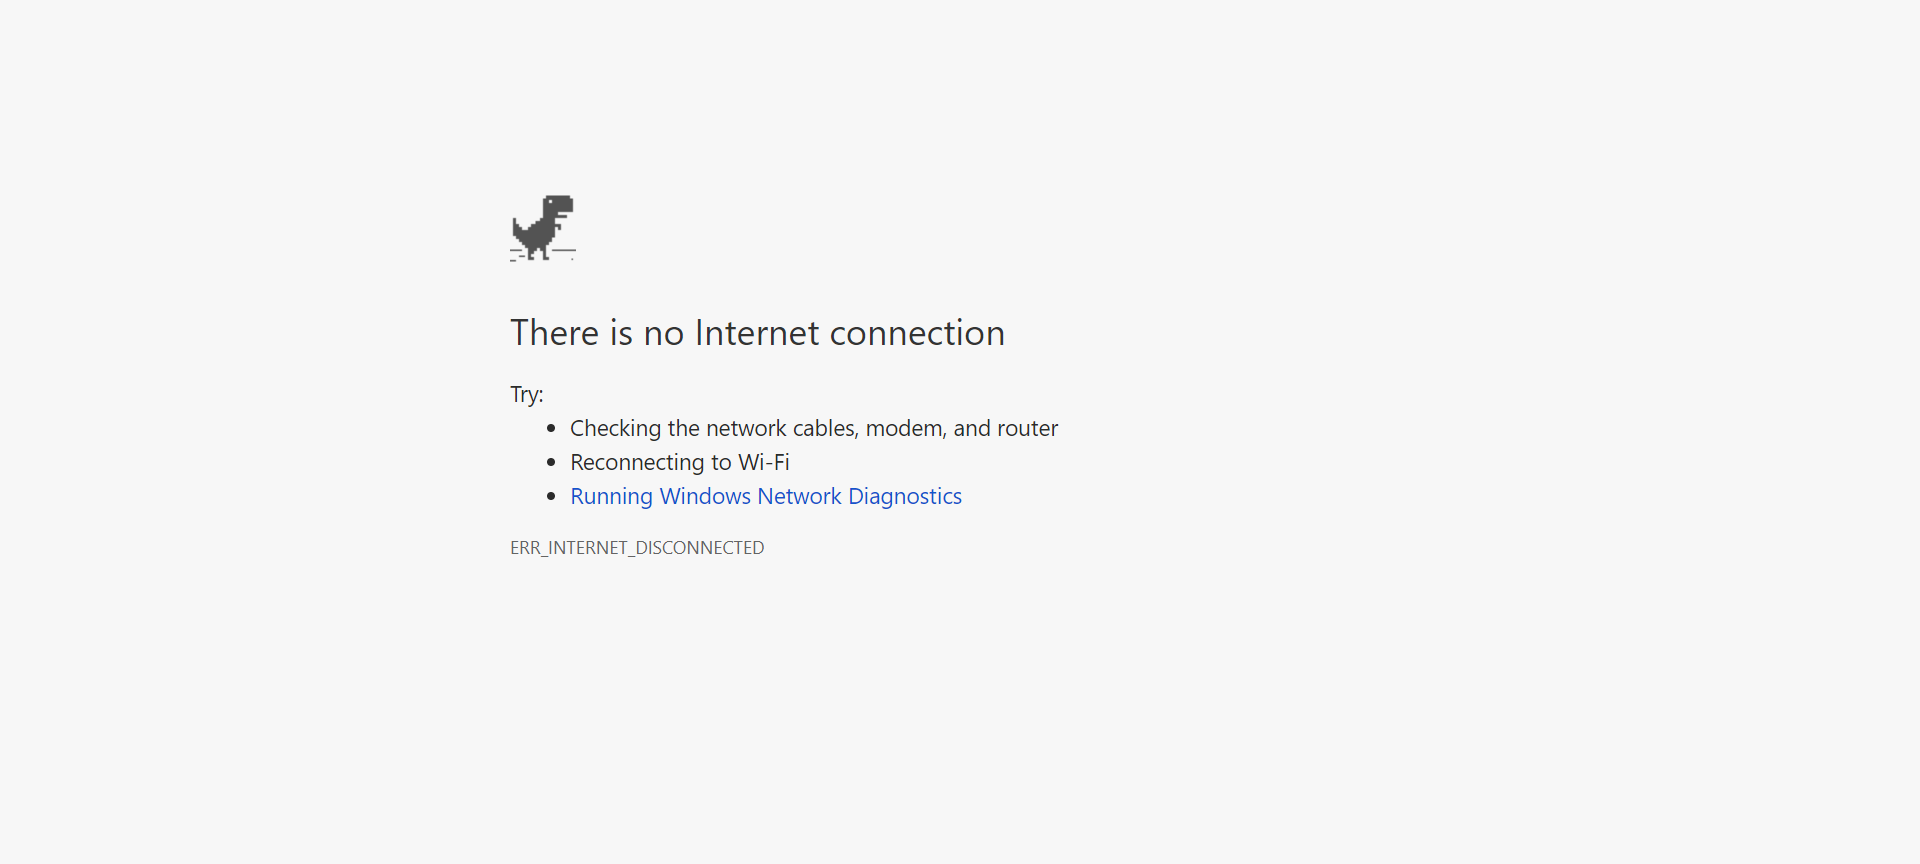 There is no Internet connection
Try:
Checking the network cables, modem, and router
Reconnecting to Wi-Fi
Running Windows Network Diagnostics
ERR_INTERNET_DISCONNECTED